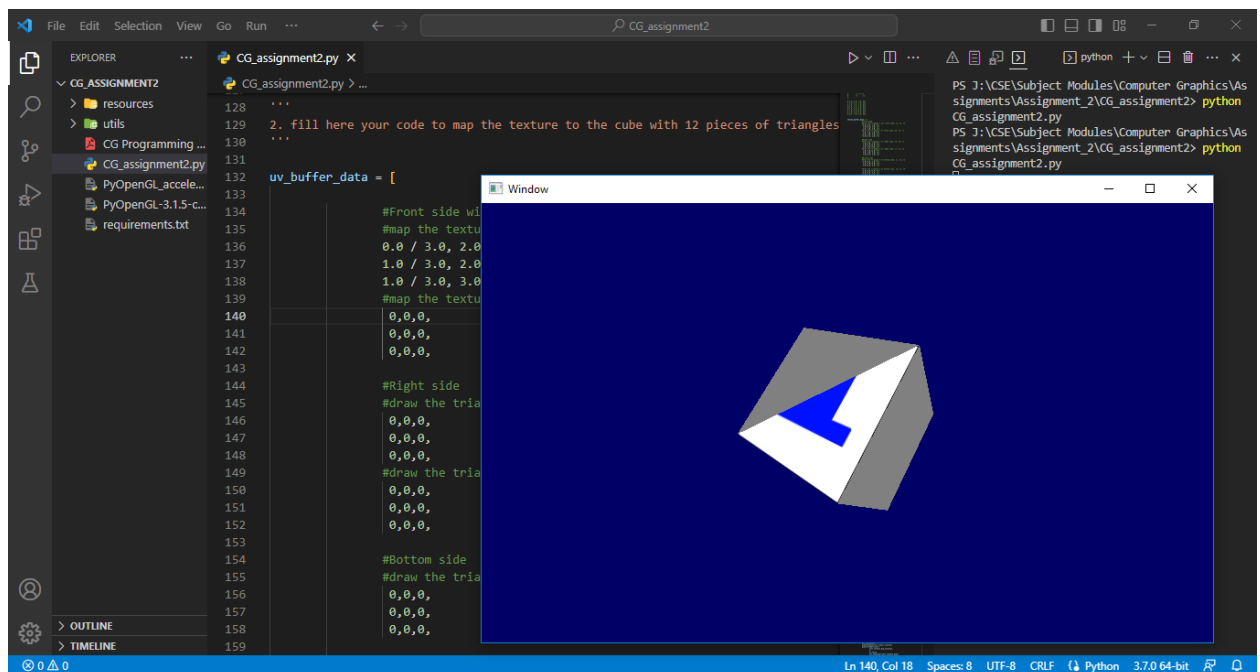 File Edit Selection View Go Run ··· CG_assignment2
EXPLORER ···
CG_ASSIGNMENT2
resources
utils
CG Programming ...
CG_assignment2.py
PyOpenGL_accele...
PyOpenGL-3.1.5-c...
requirements.txt
OUTLINE
TIMELINE
CG_assignment2.py
CG_assignment2.py > ...
128 '''
129 2. fill here your code to map the texture to the cube with 12 pieces of triangles
130 '''
131
132 uv_buffer_data = [
133
134 #Front side wi
135 #map the textu
136 0.0 / 3.0, 2.0
137 1.0 / 3.0, 2.0
138 1.0 / 3.0, 3.0
139 #map the textu
140 0,0,0,
141 0,0,0,
142 0,0,0,
143
144 #Right side
145 #draw the tria
146 0,0,0,
147 0,0,0,
148 0,0,0,
149 #draw the tria
150 0,0,0,
151 0,0,0,
152 0,0,0,
153
154 #Bottom side
155 #draw the tria
156 0,0,0,
157 0,0,0,
158 0,0,0,
159
python
PS J:\CSE\Subject Modules\Computer Graphics\As
signments\Assignment_2\CG_assignment2> python
CG_assignment2.py
PS J:\CSE\Subject Modules\Computer Graphics\As
signments\Assignment_2\CG_assignment2> python
CG_assignment2.py
Window
0 0
Ln 140, Col 18 Spaces: 8 UTF-8 CRLF Python 3.7.0 64-bit